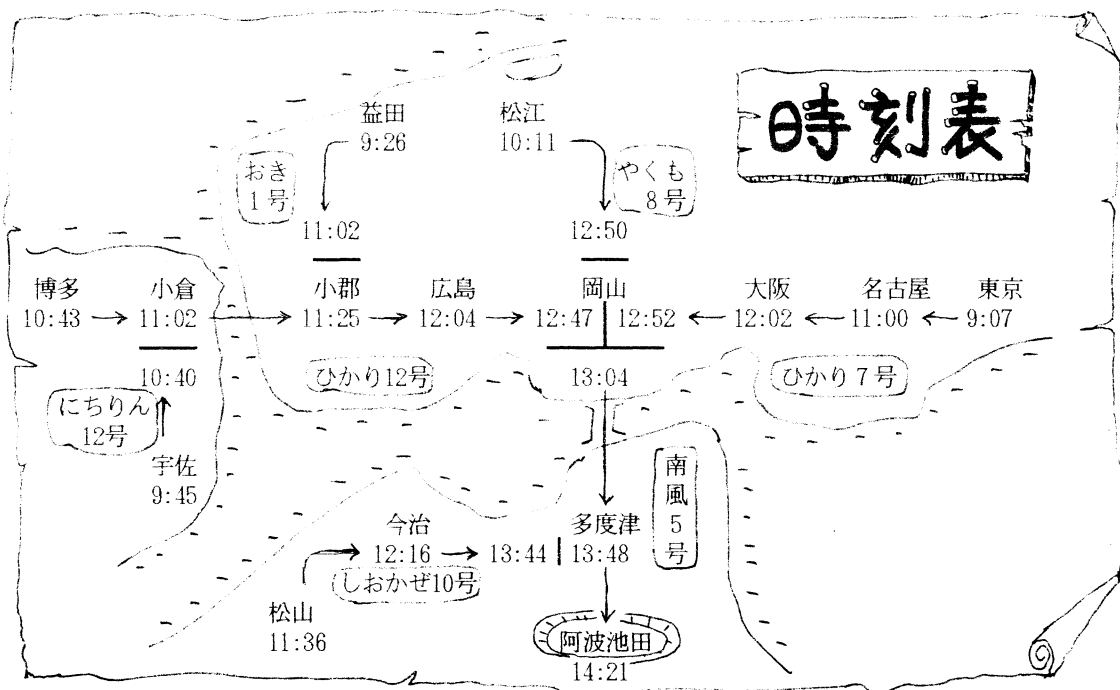 時刻表
益田
9:26
松江
10:11
おき
1号
やくも
8号
11:02
12:50
博多
10:43
小倉
11:02
小郡
11:25
広島
12:04
岡山
12:47
12:52
大阪
12:02
名古屋
11:00
東京
9:07
10:40
ひかり12号
13:04
ひかり7号
にちりん
12号
宇佐
9:45
南風5号
今治
12:16
13:44
多度津
13:48
しおかぜ10号
松山
11:36
阿波池田
14:21